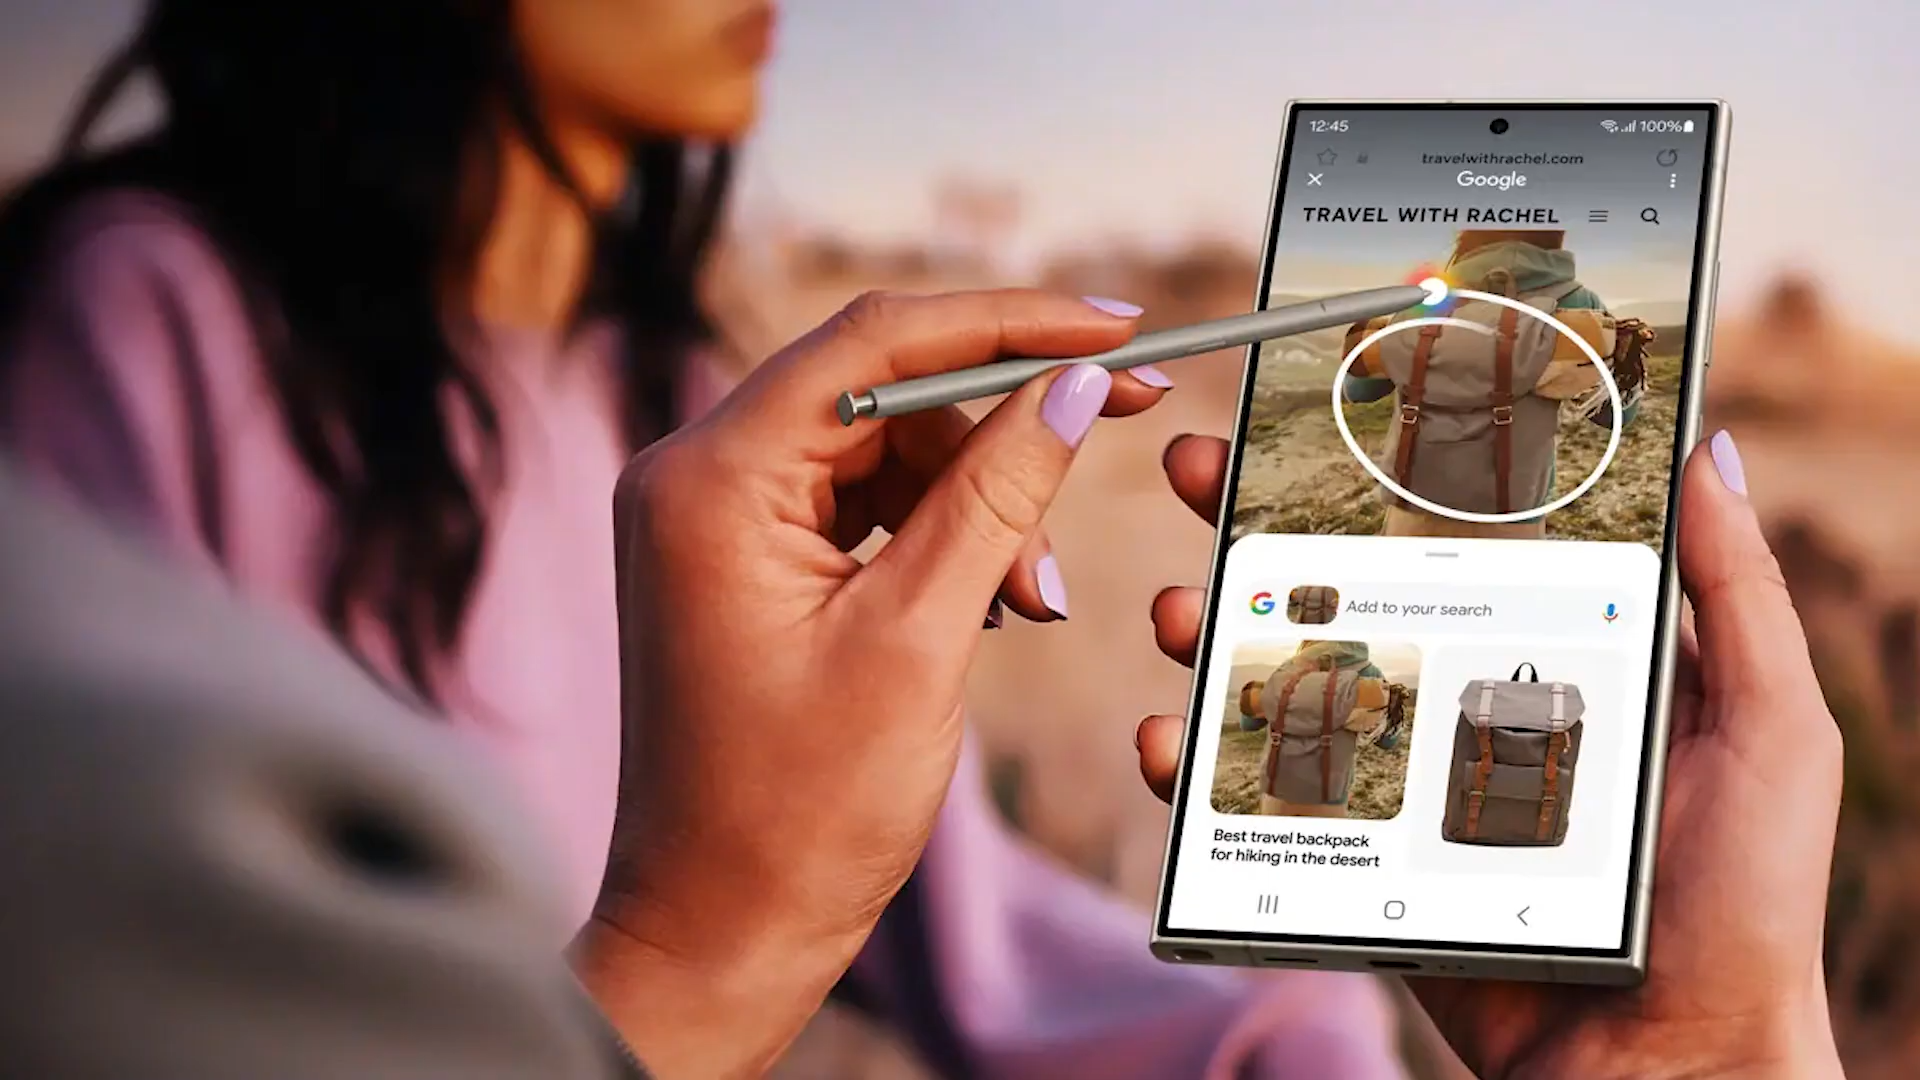 12:45
100%
travelwithrachel.com
Google
TRAVEL WITH RACHEL
Add to your search
Best travel backpack
for hiking in the desert